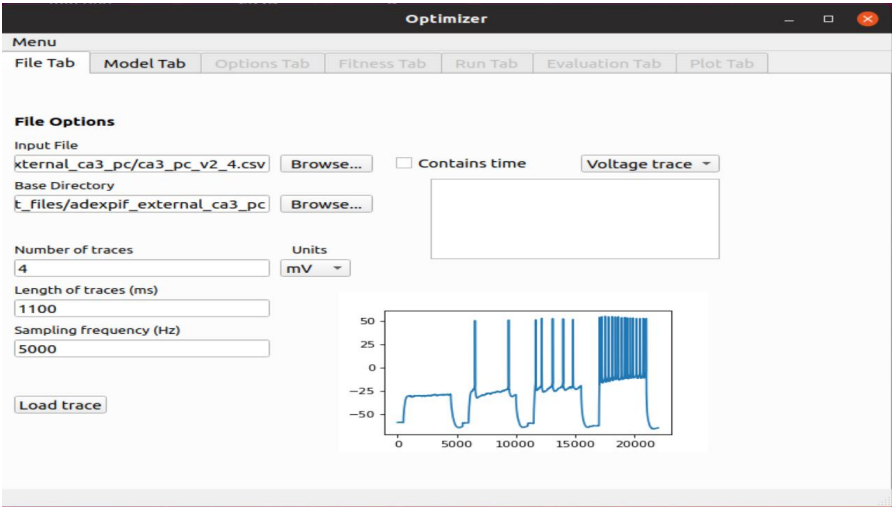 Optimizer
Menu
File Tab Model Tab Options Tab Fitness Tab Run Tab Evaluation Tab Plot Tab
File Options
Input File
xternal_ca3_pc/ca3_pc_v2_4.csv Browse... Contains time Voltage trace
Base Directory
t_files/adexpif_external_ca3_pc Browse...
Number of traces Units
4 mV
Length of traces (ms)
1100
Sampling frequency (Hz)
5000
Load trace
50
25
0
−25
−50
0 5000 10000 15000 20000